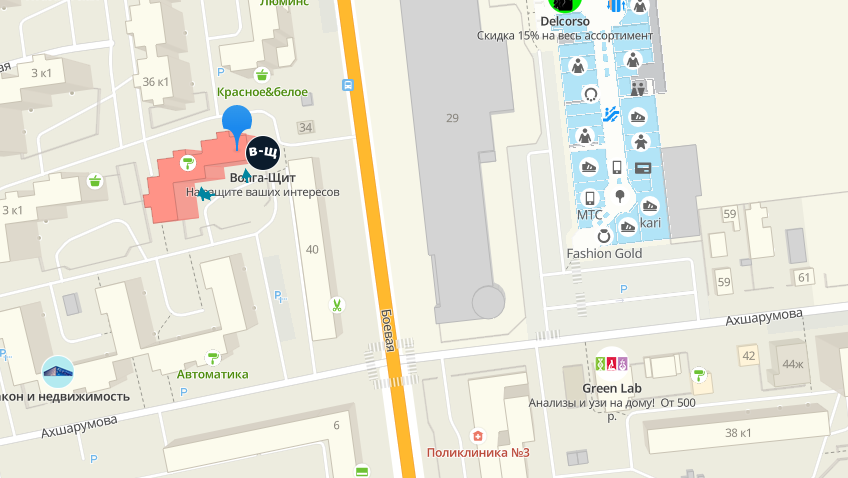 Люминс
Delcorso
Скидка 15% на весь ассортимент
3 к1
36 к1
Красное&белое
34
29
В-Щ
Волга-Щит
На защите ваших интересов
3 к1
40
МТС
kari
Fashion Gold
59
59
61
P
P
P
P
P
P
Боевая
Ахшарумова
Автоматика
акон и недвижимость
Ахшарумова
Green Lab
Анализы и узи на дому! От 500
р.
42
44ж
6
38 к1
Поликлиника №3